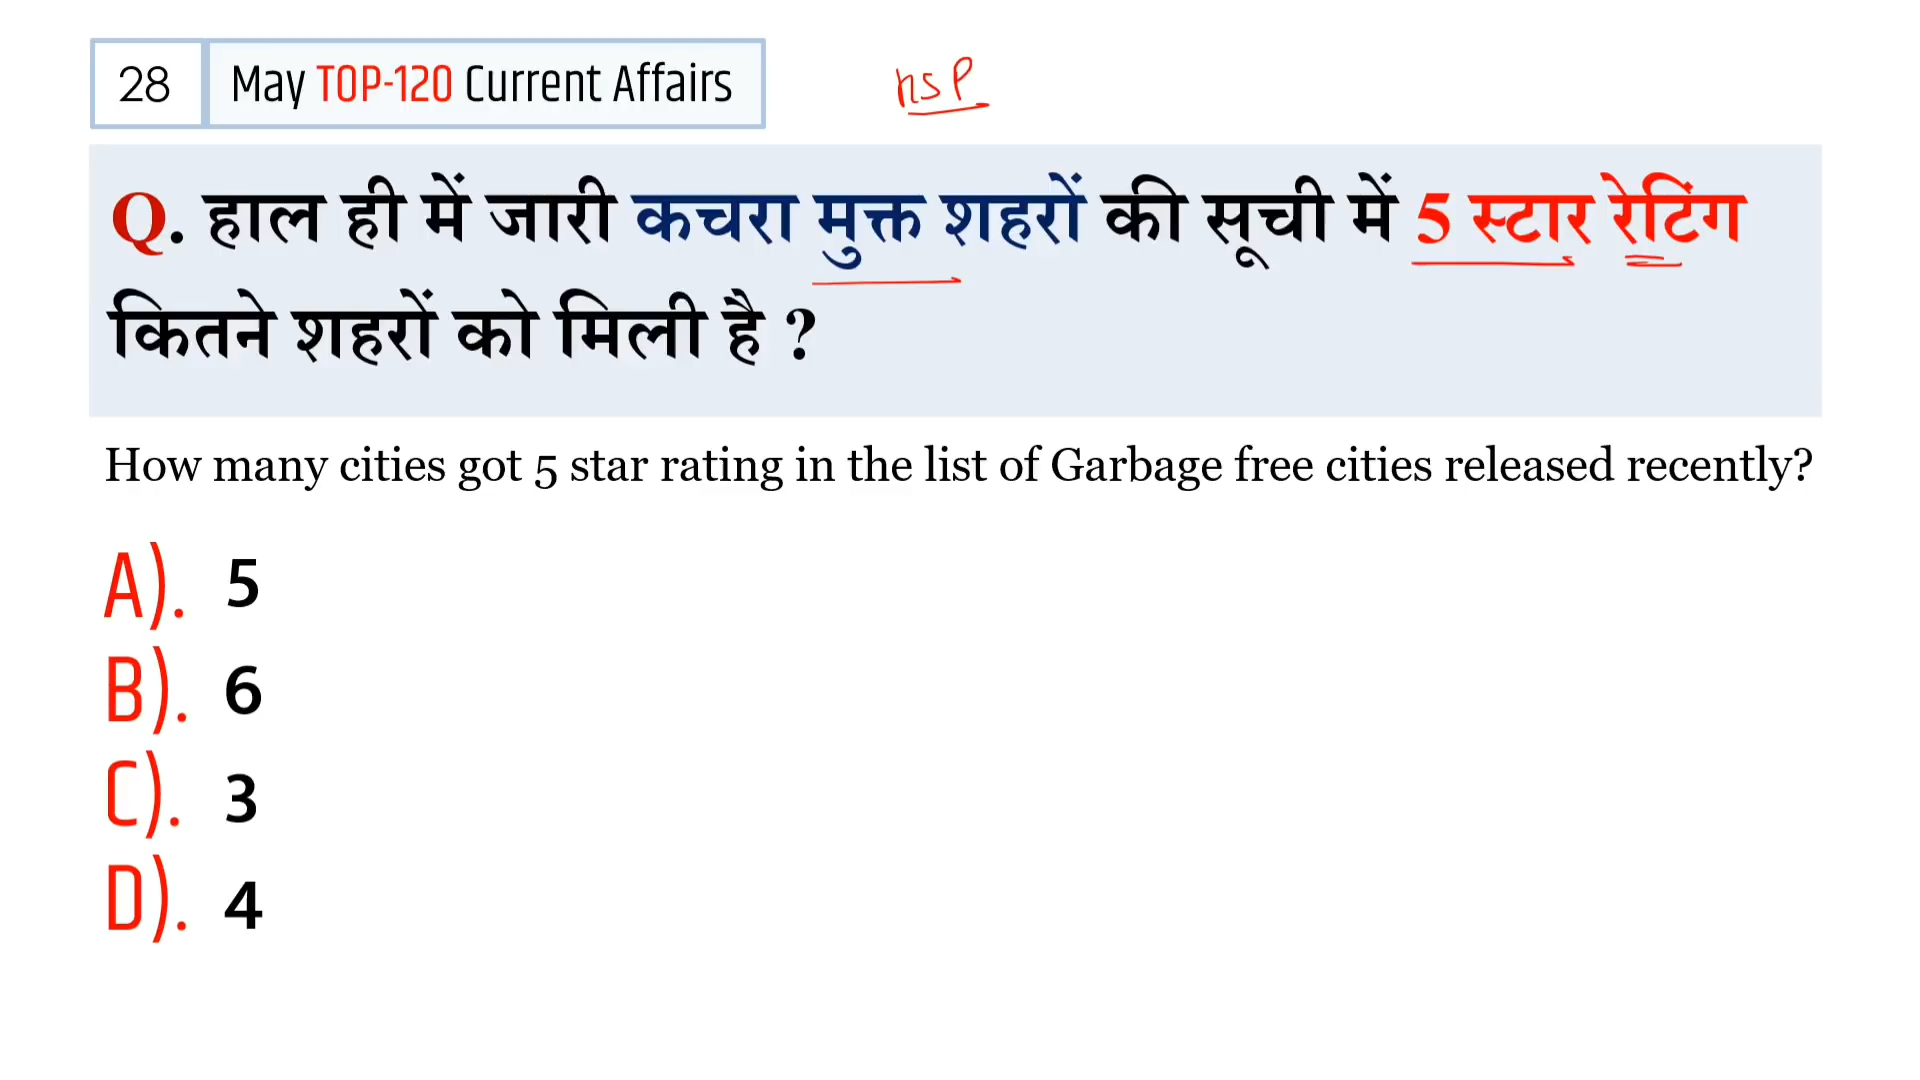 28 May TOP-120 Current Affairs
Q. हाल ही में जारी कचरा मुक्त शहरों की सूची में 5 स्टार रेटिंग
कितने शहरों को मिली है ?
How many cities got 5 star rating in the list of Garbage free cities released recently?
A). 5
B). 6
C). 3
D). 4